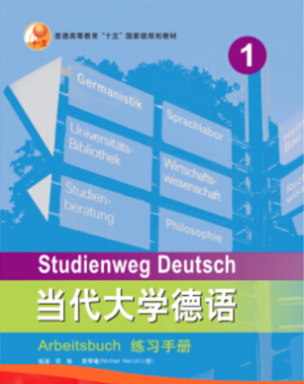 普通高等教育“十五”国家级规划教材
1
Germanistik
Sprachlabor
Universitäts-
Bibliothek
Wirtschafts-
wissenschaft
Studien-
beratung
Philosophie
Studienweg Deutsch
当代大学德语
Arbeitsbuch 练习手册